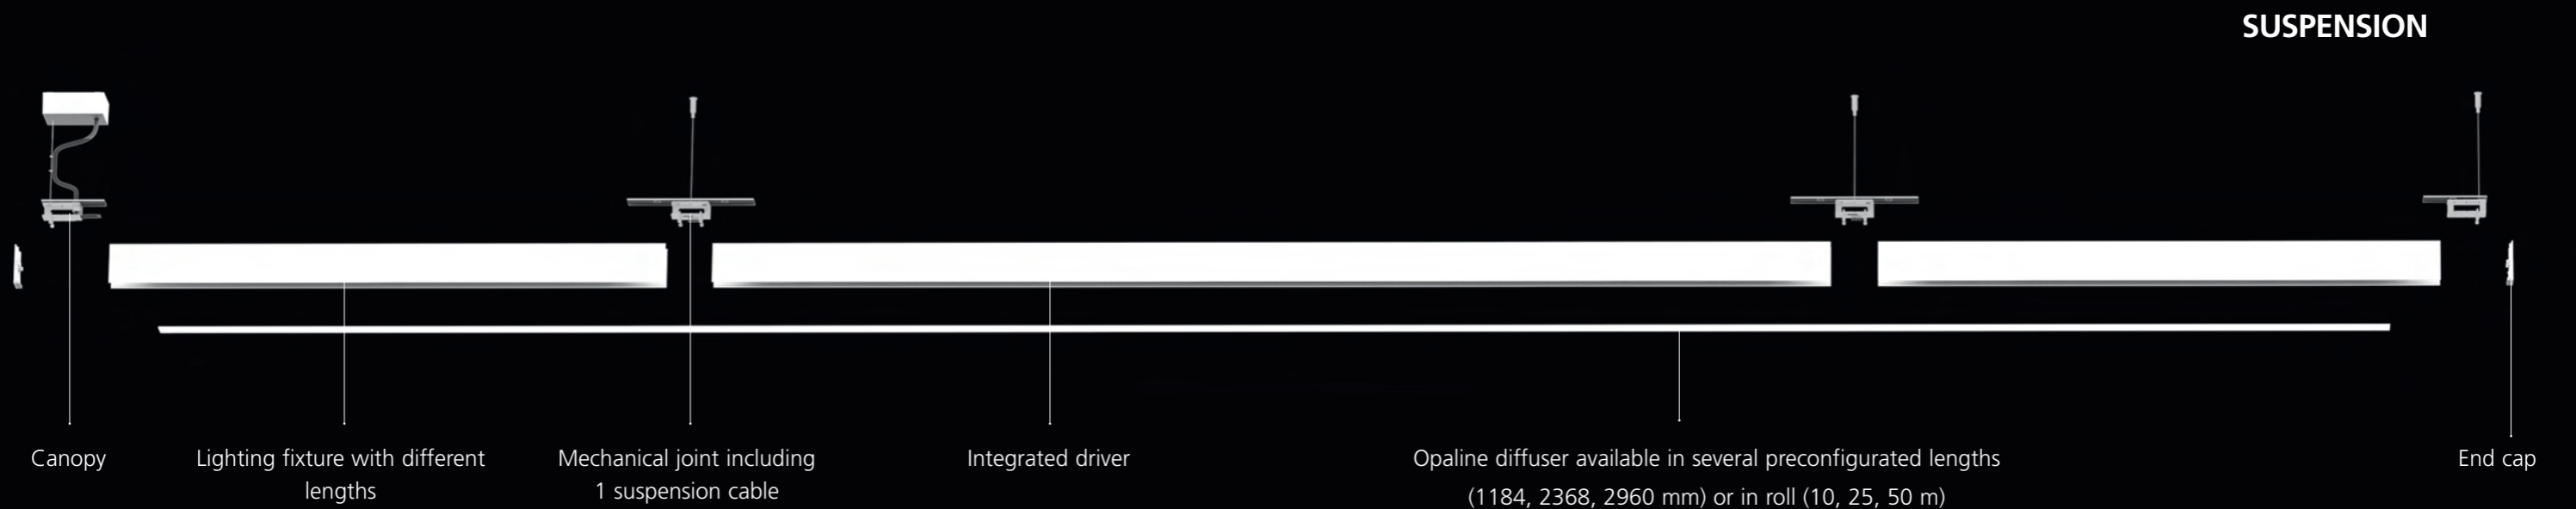 SUSPENSION
Canopy
Lighting fixture with different
lengths
Mechanical joint including
1 suspension cable
Integrated driver
Opaline diffuser available in several preconfigurated lengths
(1184, 2368, 2960 mm) or in roll (10, 25, 50 m)
End cap